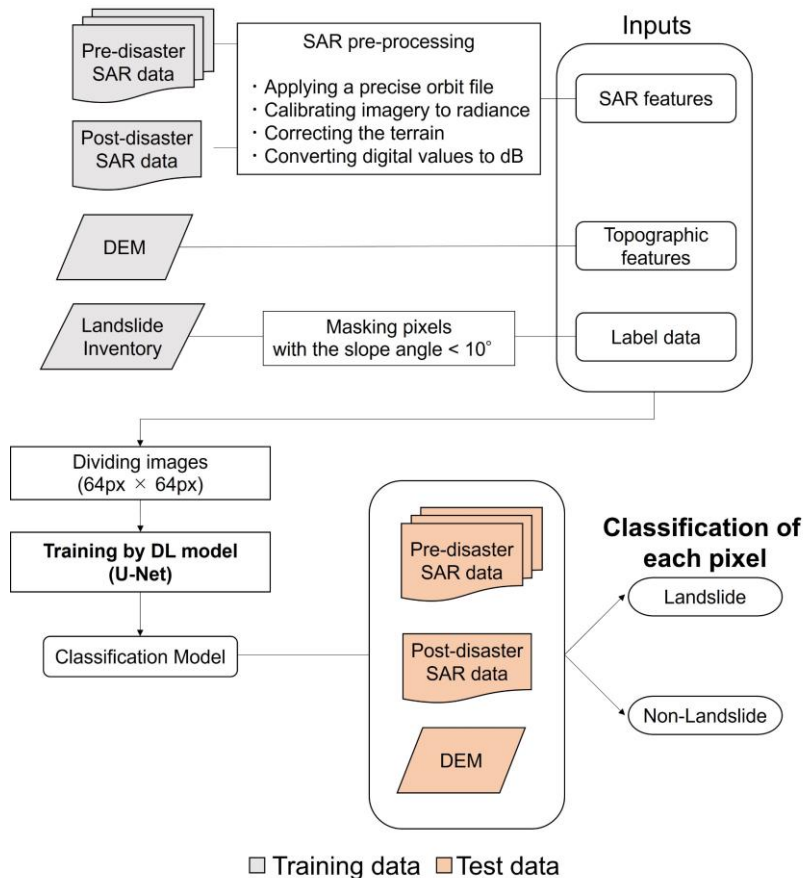 Pre-disaster
SAR data
SAR pre-processing
・Applying a precise orbit file
・Calibrating imagery to radiance
・Correcting the terrain
・Converting digital values to dB
Inputs
SAR features
Post-disaster
SAR data
DEM
Topographic
features
Landslide
Inventory
Masking pixels
with the slope angle < 10°
Label data
Dividing images
(64px × 64px)
Training by DL model
(U-Net)
Classification Model
Pre-disaster
SAR data
Post-disaster
SAR data
DEM
Classification of
each pixel
Landslide
Non-Landslide
Training data
Test data